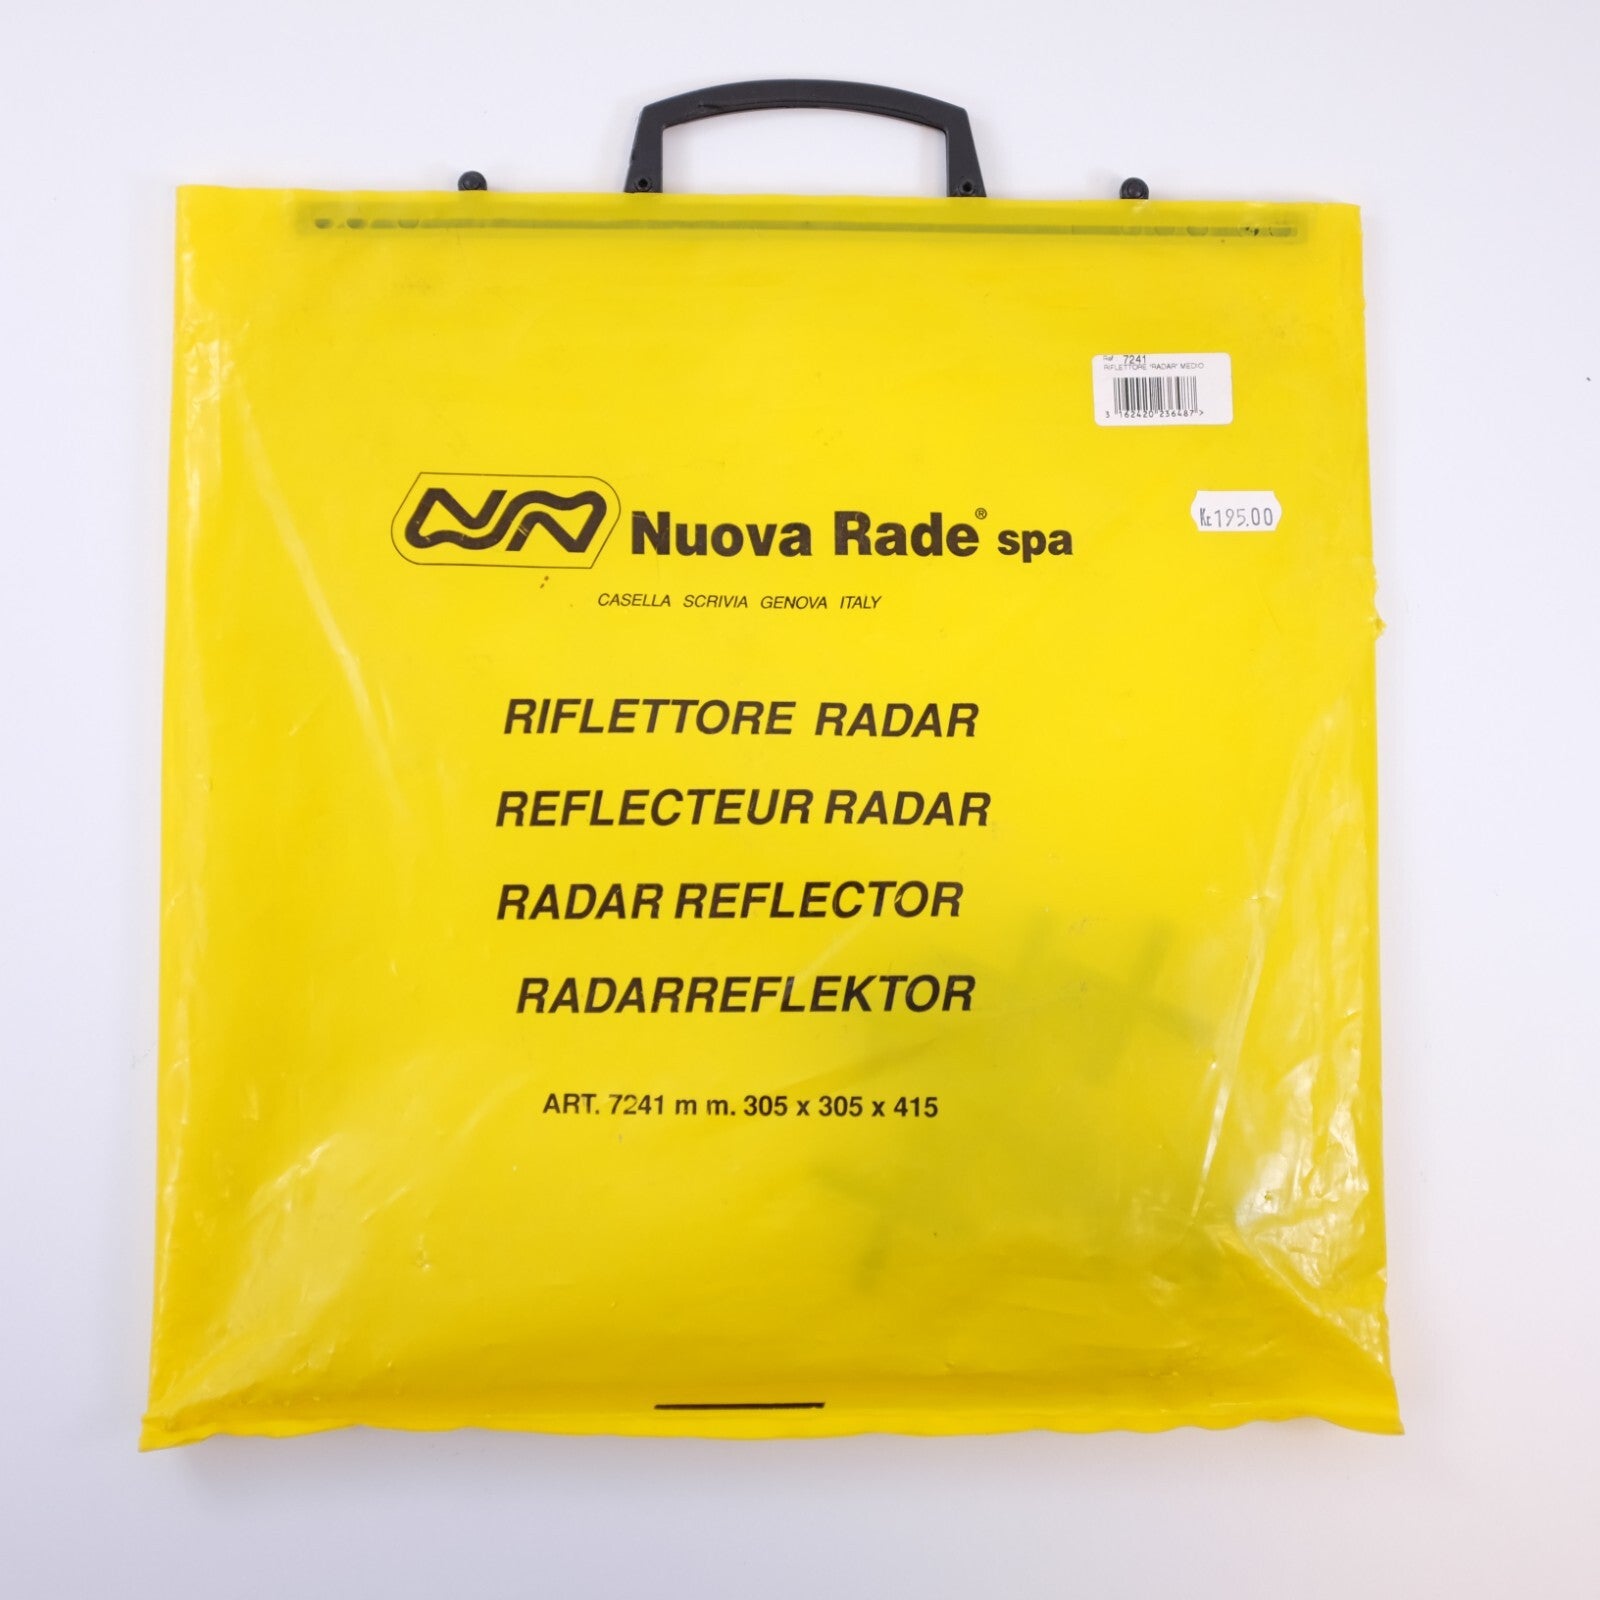 Ref 7241
RIFLETTORE 'RADAR' MEDIO
3 162420 236487 >
Kr.195.00
Nuova Rade® spa
CASELLA SCRIVIA GENOVA ITALY
RIFLETTORE RADAR
REFLECTEUR RADAR
RADAR REFLECTOR
RADARREFLEKTOR
ART. 7241 m m. 305 x 305 x 415